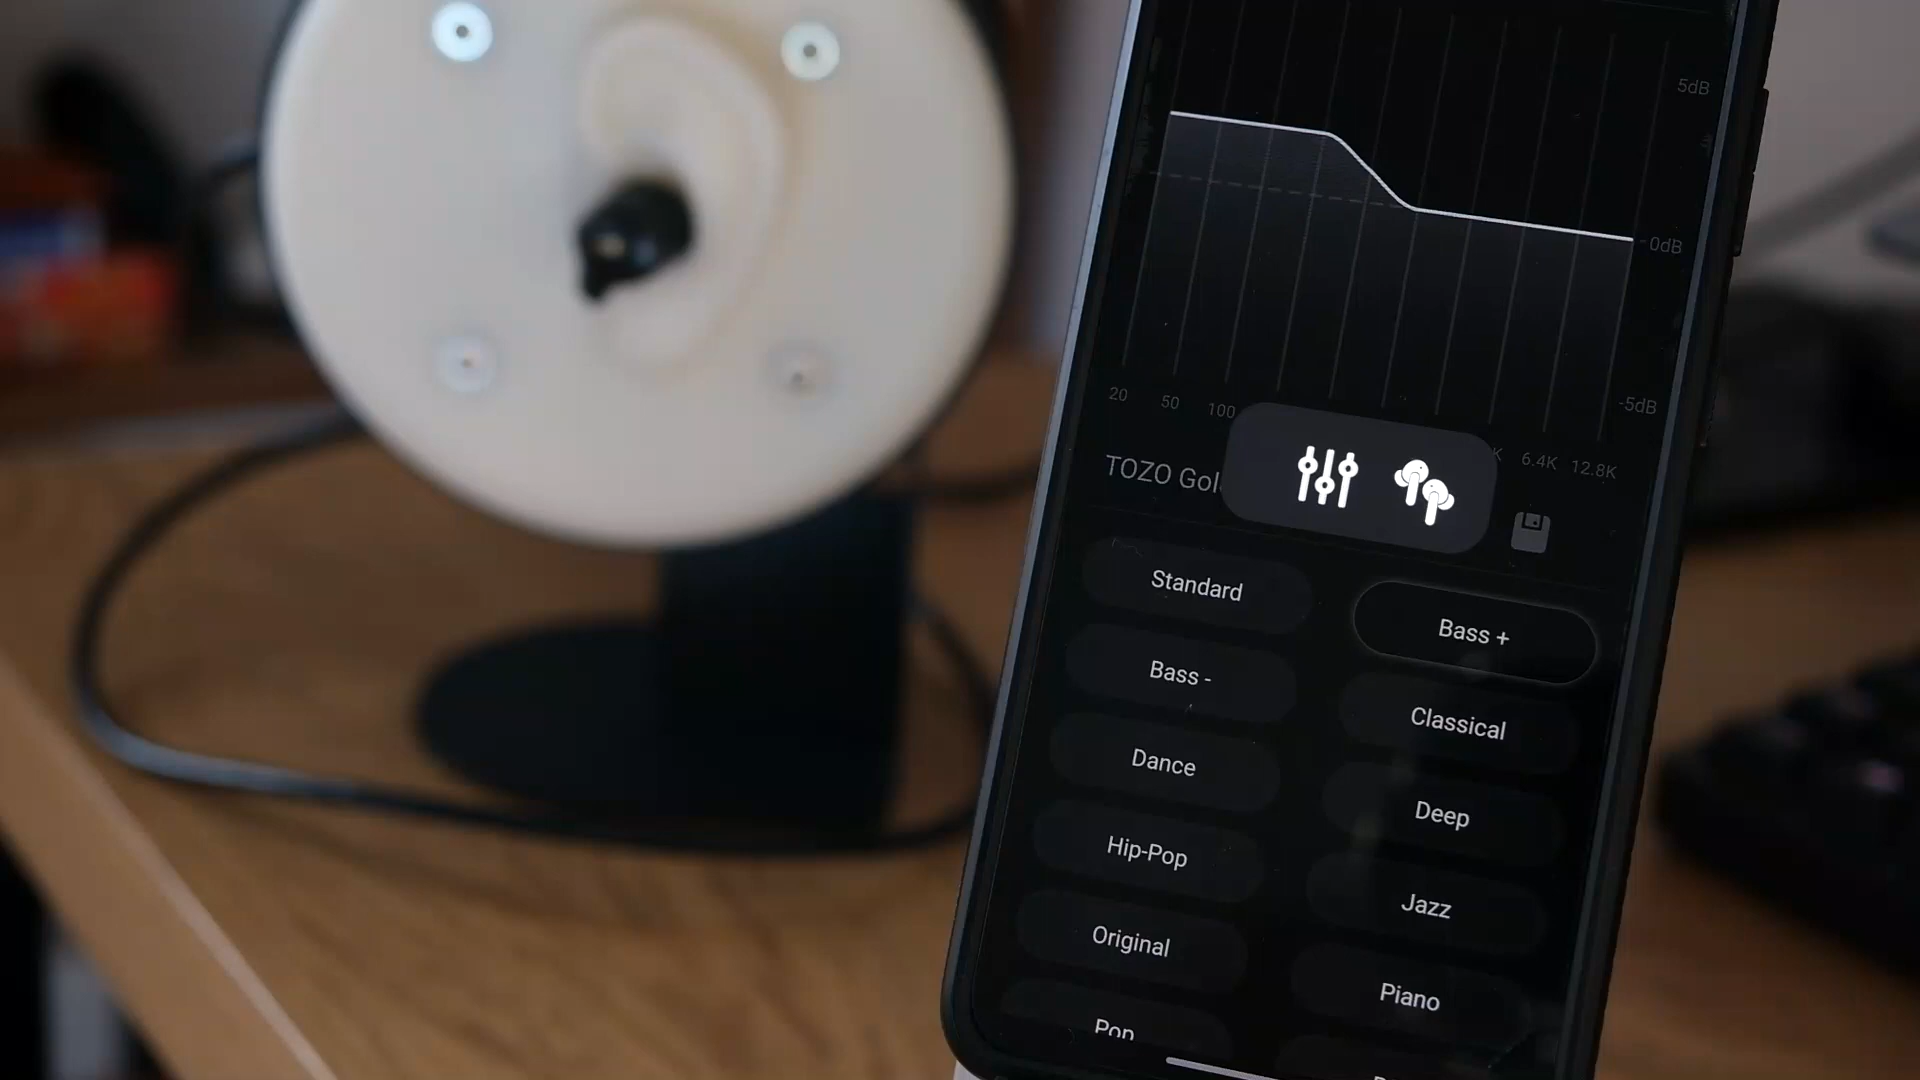 5dB
0dB
-5dB
20 50 100 6.4K 12.8K
TOZO
Standard
Bass +
Bass -
Classical
Dance
Deep
Hip-Pop
Jazz
Original
Piano
Pop